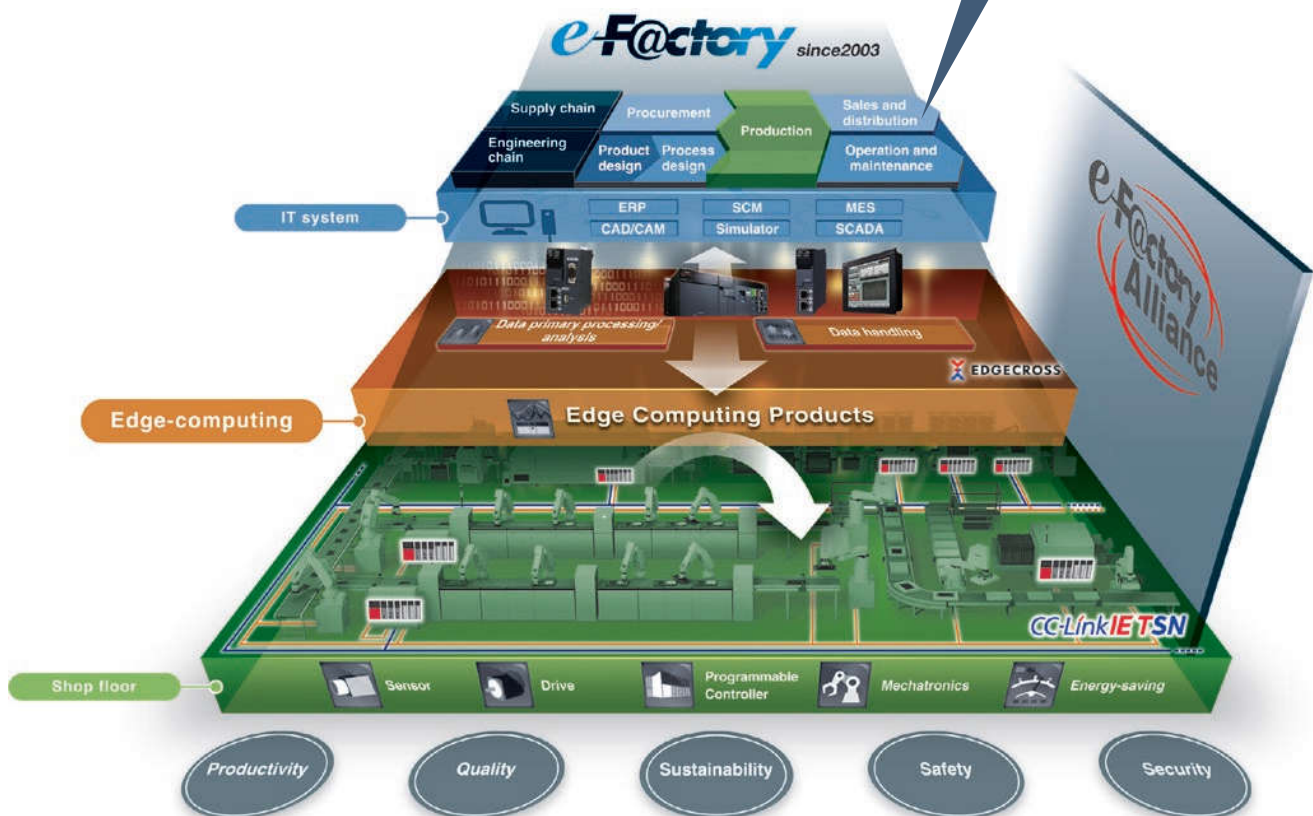 e-F@ctory since2003
Supply chain
Procurement
Production
Sales and
distribution
Engineering
chain
Product
design
Process
design
Operation and
maintenance
IT system
ERP
SCM
MES
CAD/CAM
Simulator
SCADA
e-F@ctory
Alliance
Data primary processing/
analysis
Data handling
EDGECROSS
Edge-computing
Edge Computing Products
CC-Link IE TSN
Shop floor
Sensor
Drive
Programmable
Controller
Mechatronics
Energy-saving
Productivity
Quality
Sustainability
Safety
Security